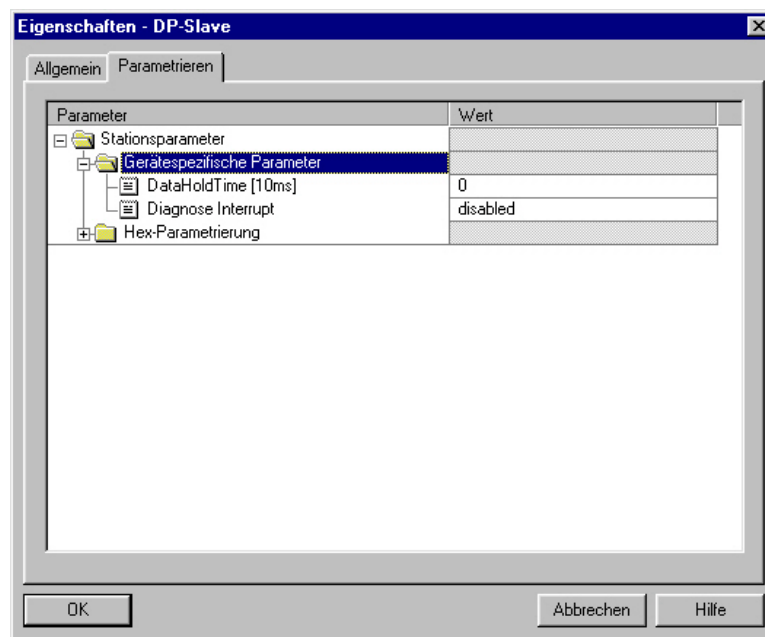 Eigenschaften - DP-Slave
Allgemein Parametrieren
Parameter Wert
Stationsparameter
Gerätespezifische Parameter
DataHoldTime [10ms] 0
Diagnose Interrupt disabled
Hex-Parametrierung
OK Abbrechen Hilfe